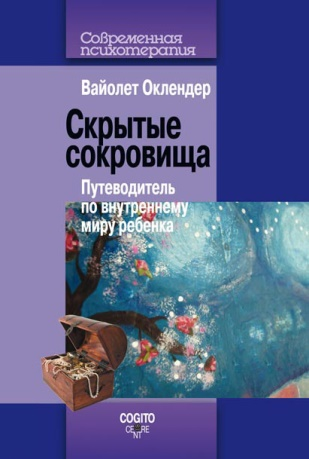 Современная
психотерапия
Вайолет Оклендер
Скрытые
сокровища
Путеводитель
по внутреннему
миру ребенка
COGITO
CENTRE